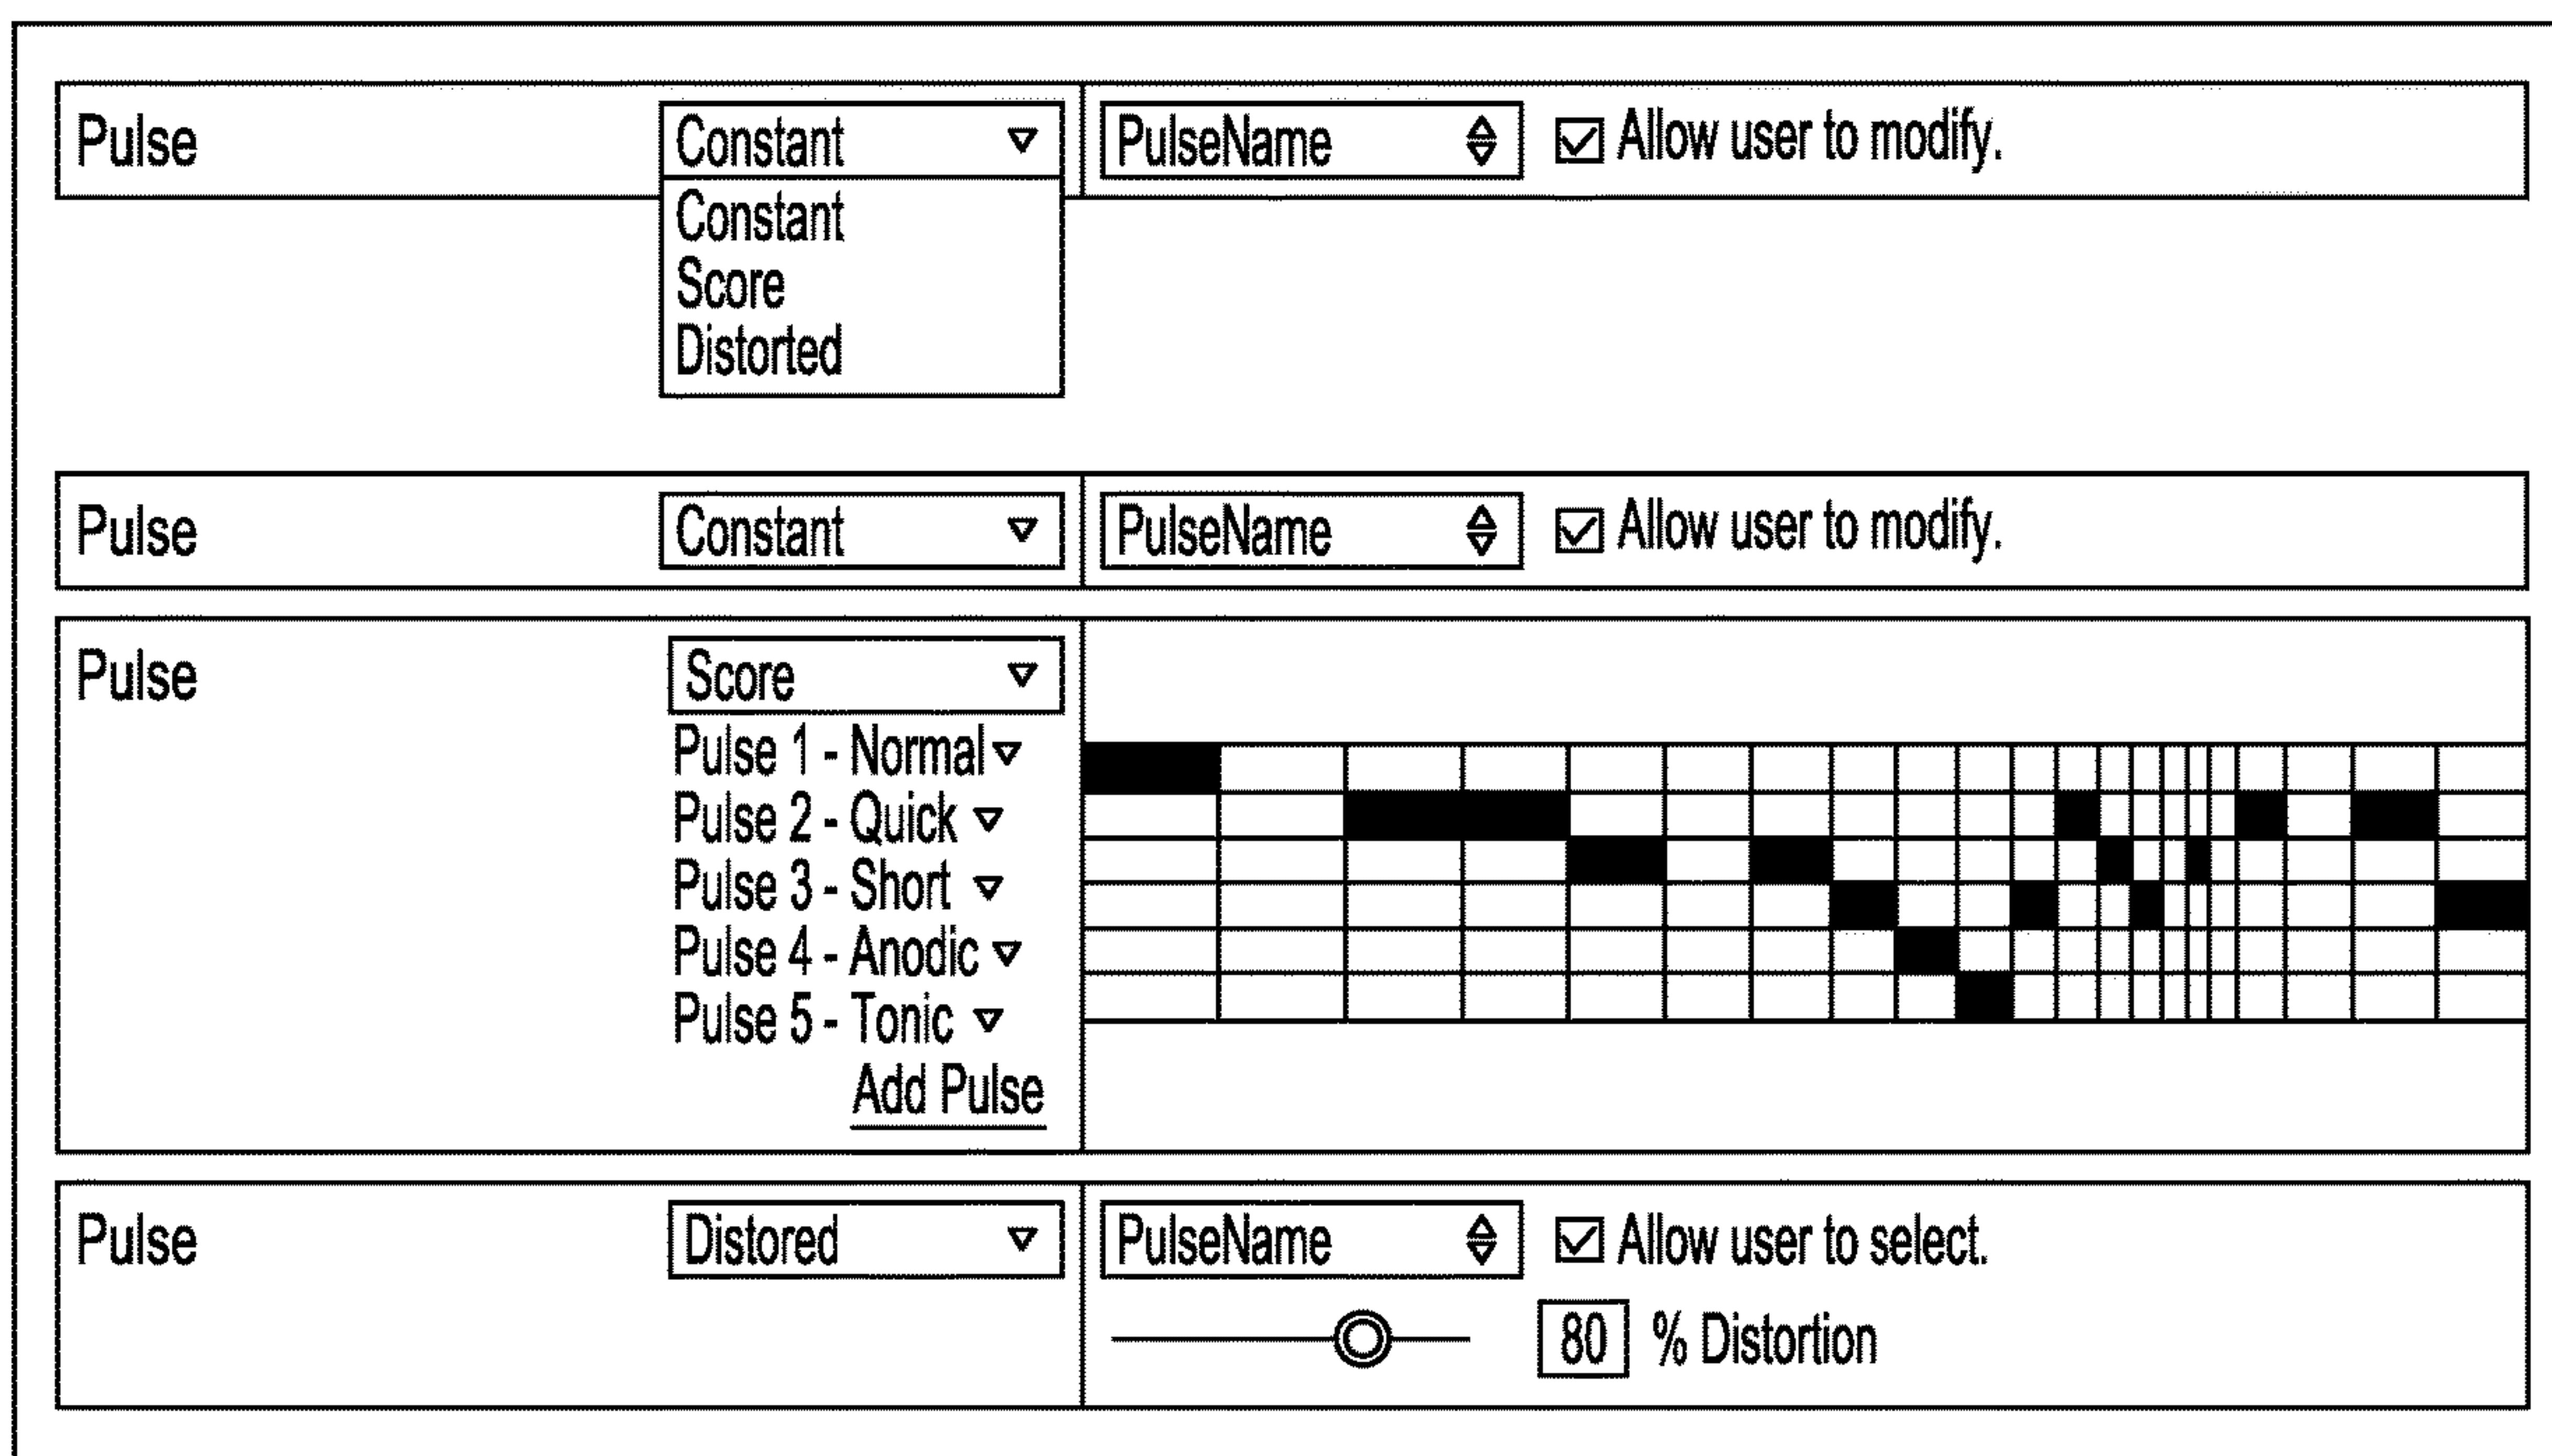 Pulse Constant PulseName Allow user to modify.
Constant
Score
Distorted
Pulse Constant PulseName Allow user to modify.
Pulse Score
Pulse 1 - Normal
Pulse 2 - Quick
Pulse 3 - Short
Pulse 4 - Anodic
Pulse 5 - Tonic
Add Pulse
Pulse Distored PulseName Allow user to select.
80 % Distortion